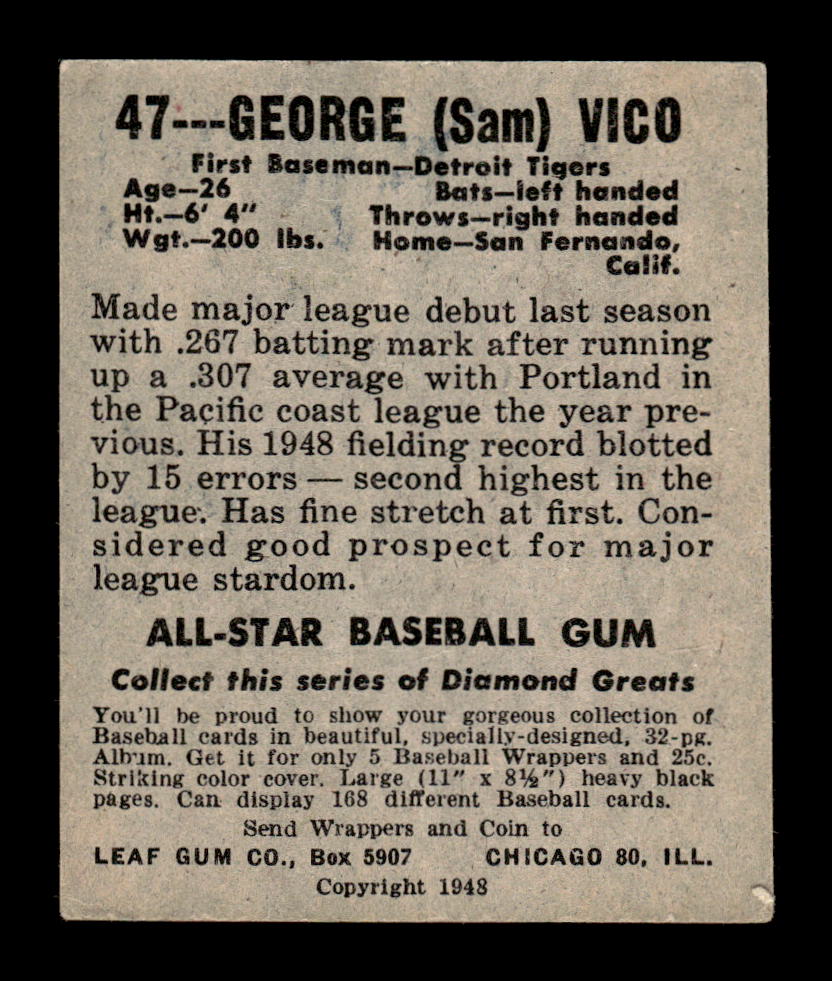 47---GEORGE (Sam) VICO
First Baseman—Detroit Tigers
Age—26 Bats—left handed
Ht.—6' 4" Throws—right handed
Wgt.—200 lbs. Home—San Fernando,
Calif.
Made major league debut last season
with .267 batting mark after running
up a .307 average with Portland in
the Pacific coast league the year pre-
vious. His 1948 fielding record blotted
by 15 errors — second highest in the
league. Has fine stretch at first. Con-
sidered good prospect for major
league stardom.
ALL-STAR BASEBALL GUM
Collect this series of Diamond Greats
You'll be proud to show your gorgeous collection of
Baseball cards in beautiful, specially-designed, 32-pg.
Album. Get it for only 5 Baseball Wrappers and 25c.
Striking color cover. Large (11" x 8½") heavy black
pages. Can display 168 different Baseball cards.
Send Wrappers and Coin to
LEAF GUM CO., Box 5907 CHICAGO 80, ILL.
Copyright 1948